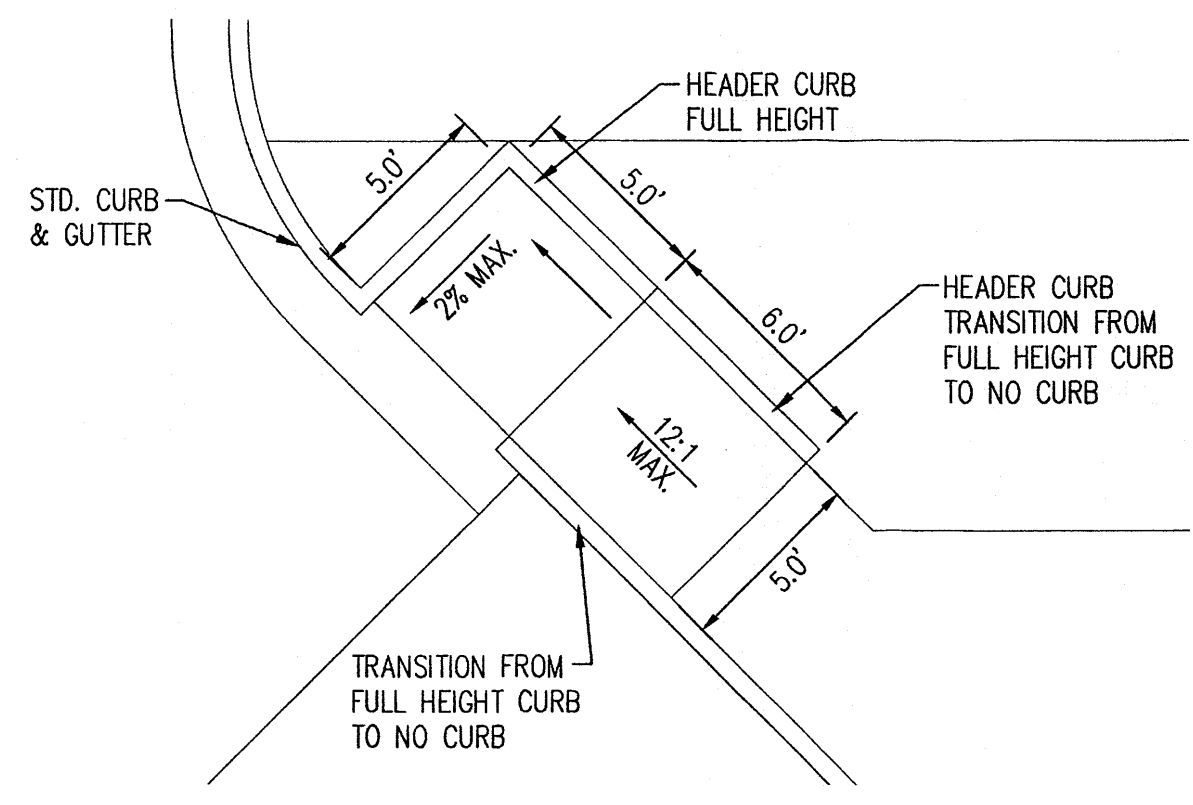 HEADER CURB
FULL HEIGHT
5.0'
5.0'
STD. CURB
& GUTTER
2% MAX.
6.0'
HEADER CURB
TRANSITION FROM
FULL HEIGHT CURB
TO NO CURB
12:1
MAX.
5.0'
TRANSITION FROM
FULL HEIGHT CURB
TO NO CURB